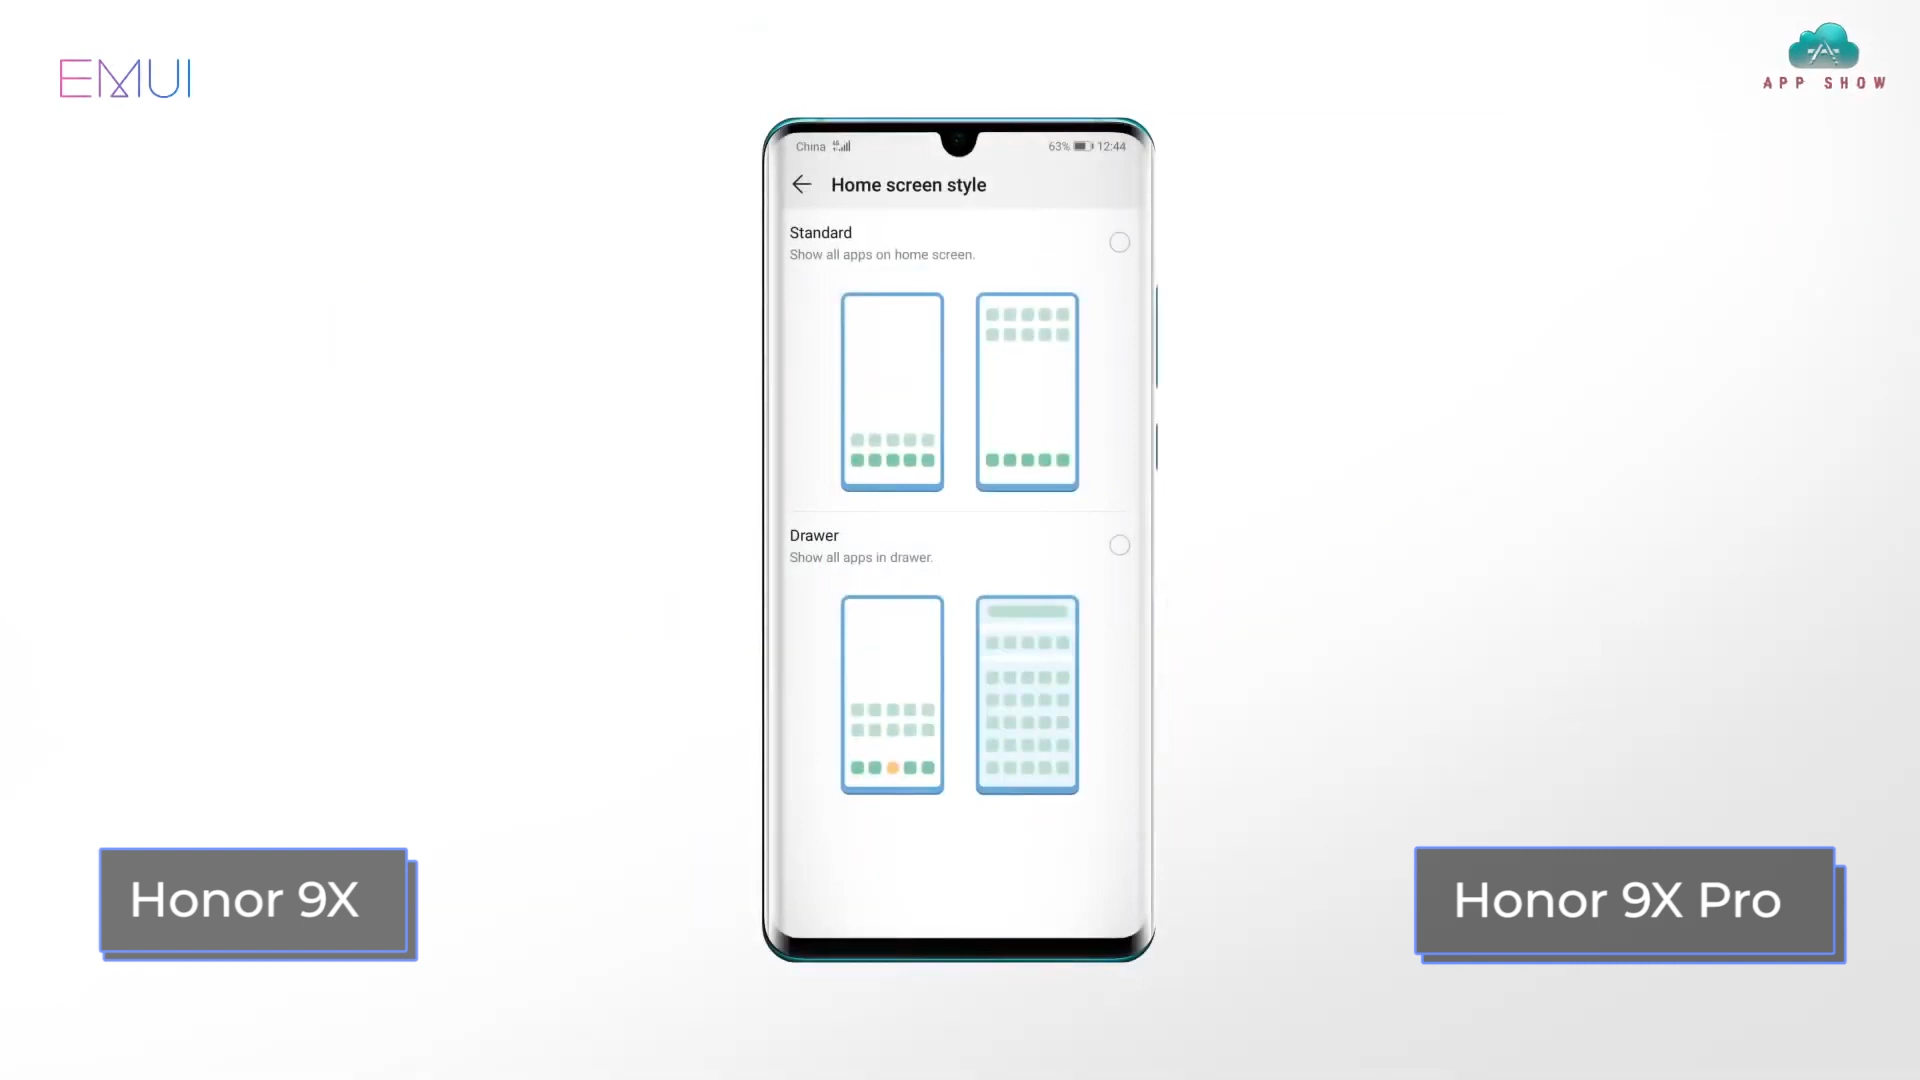 EMUI
APP SHOW
China
63% 12:44
Home screen style
Standard
Show all apps on home screen.
Drawer
Show all apps in drawer.
Honor 9X
Honor 9X Pro